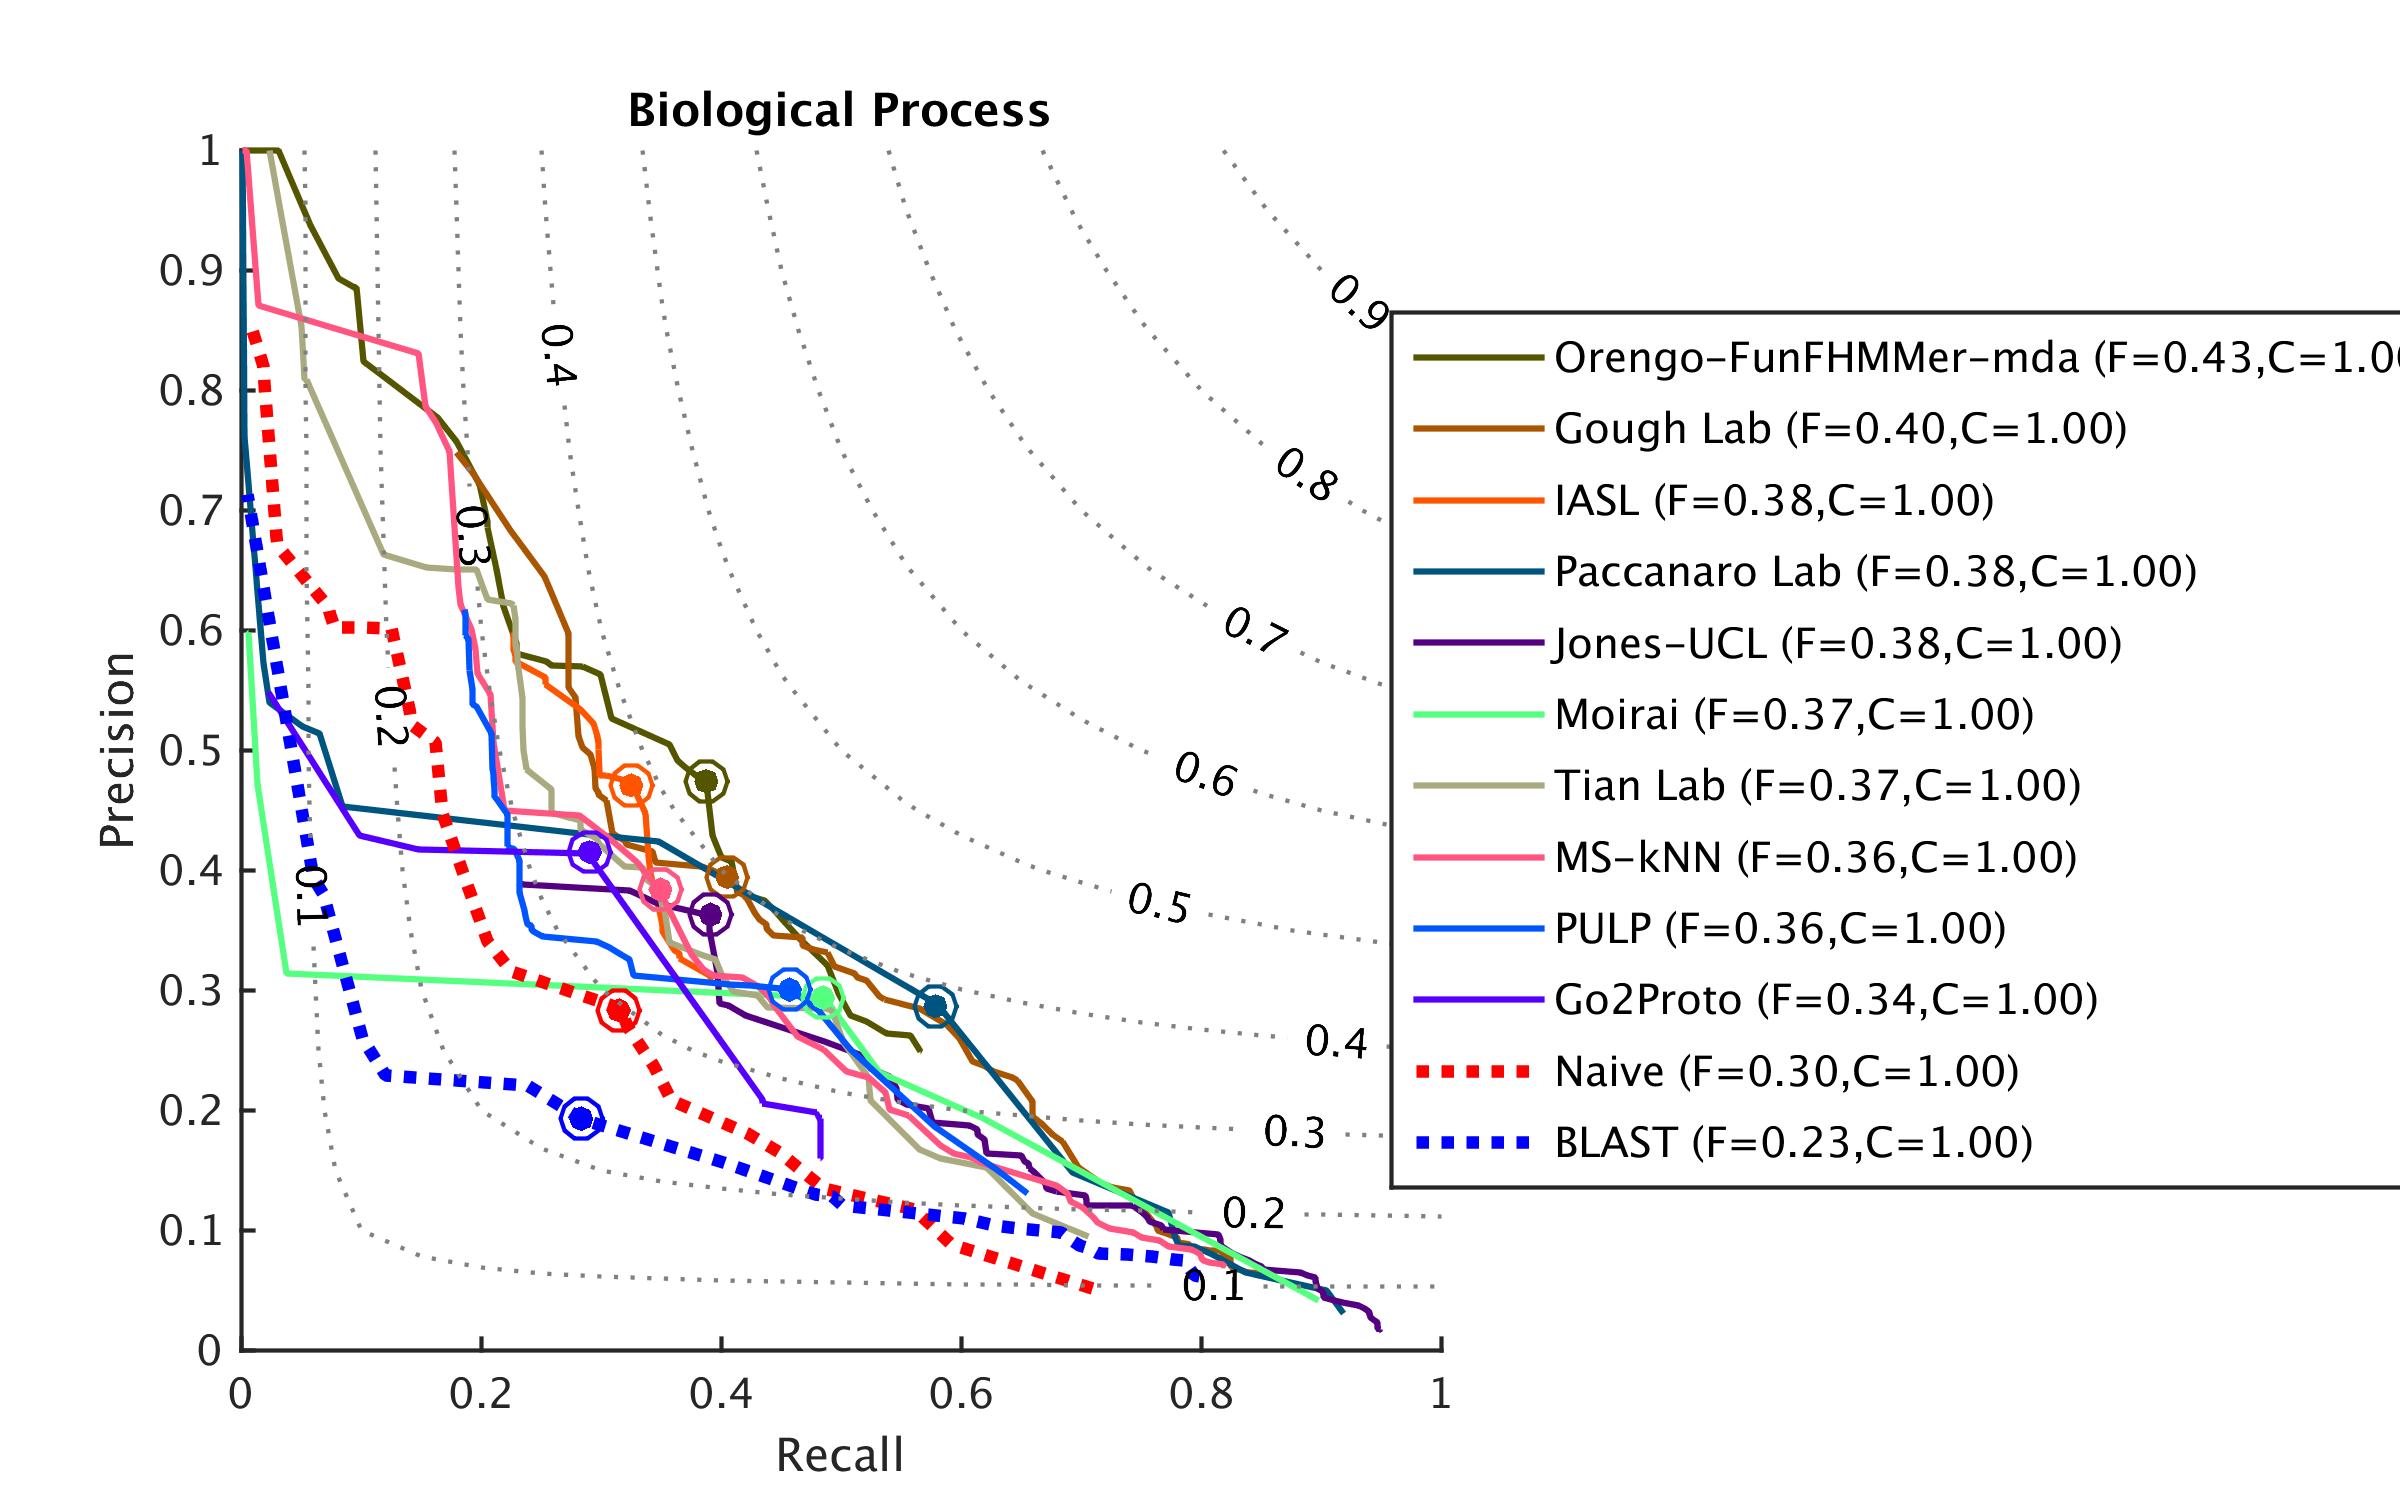 Biological Process
Precision
1
0.9
0.8
0.7
0.6
0.5
0.4
0.3
0.2
0.1
0
0
0.2
0.4
0.6
0.8
1
Recall
0.4
0.3
0.2
0.1
0.9
0.8
0.7
0.6
0.5
0.4
0.3
0.2
0.1
Orengo-FunFHMMer-mda (F=0.43,C=1.00
Gough Lab (F=0.40,C=1.00)
IASL (F=0.38,C=1.00)
Paccanaro Lab (F=0.38,C=1.00)
Jones-UCL (F=0.38,C=1.00)
Moirai (F=0.37,C=1.00)
Tian Lab (F=0.37,C=1.00)
MS-kNN (F=0.36,C=1.00)
PULP (F=0.36,C=1.00)
Go2Proto (F=0.34,C=1.00)
Naive (F=0.30,C=1.00)
BLAST (F=0.23,C=1.00)